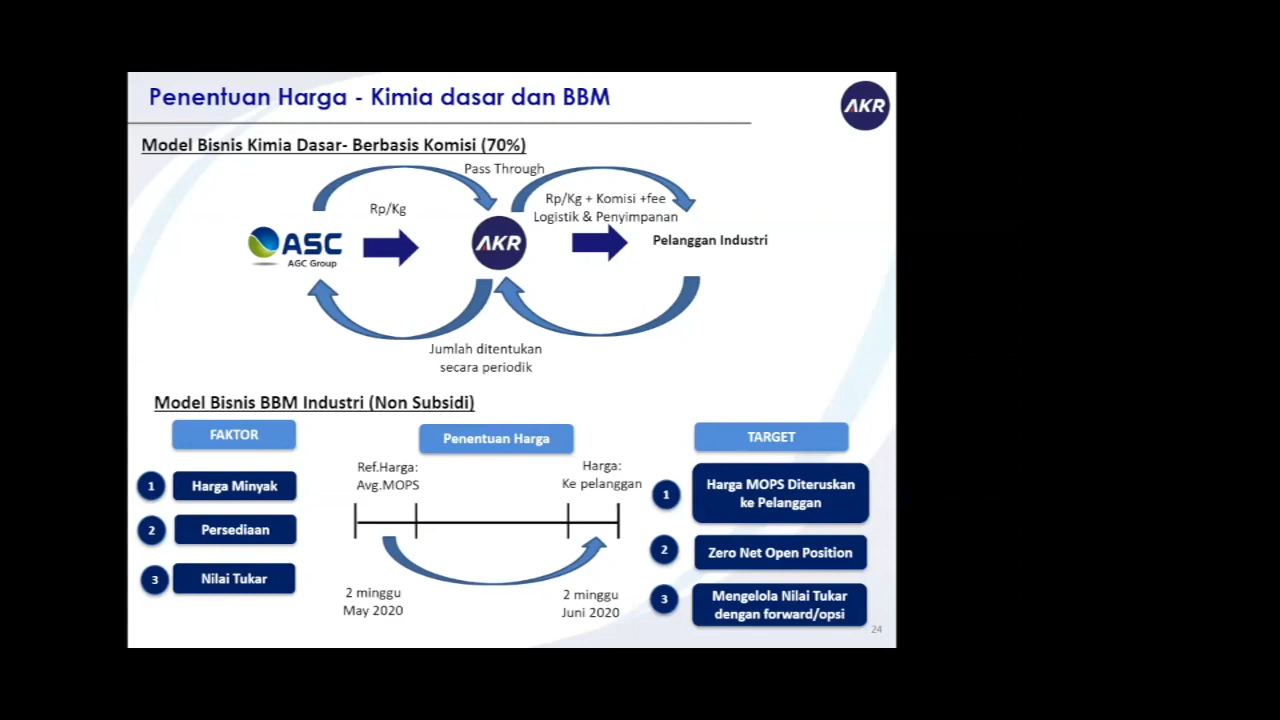 Penentuan Harga - Kimia dasar dan BBM
AKR
Model Bisnis Kimia Dasar- Berbasis Komisi (70%)
Pass Through
Rp/Kg
Rp/Kg + Komisi +fee
Logistik & Penyimpanan
ASC
AGC Group
AKR
Pelanggan Industri
Jumlah ditentukan
secara periodik
Model Bisnis BBM Industri (Non Subsidi)
FAKTOR
1 Harga Minyak
2 Persediaan
3 Nilai Tukar
Penentuan Harga
Ref.Harga:
Avg.MOPS
Harga:
Ke pelanggan
2 minggu
May 2020
2 minggu
Juni 2020
TARGET
1 Harga MOPS Diteruskan
ke Pelanggan
2 Zero Net Open Position
3 Mengelola Nilai Tukar
dengan forward/opsi
24